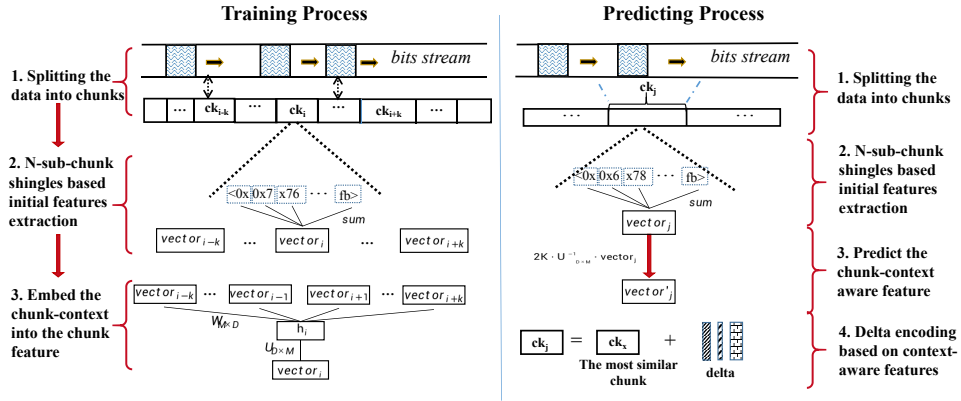 Training Process
bits stream
1. Splitting the
data into chunks
... ck i-k ... ck i ... ck i+k ... ...
2. N-sub-chunk
shingles based
initial features
extraction
<0x 0x7 x76 ... fb>
sum
vector i-k ... vector i ... vector i+k
3. Embed the
chunk-context
into the chunk
feature
vector i-k ... vector i-1 vector i+1 ... vector i+k
W M×D
h i
U D×M
vector i
Predicting Process
bits stream
ck j
... ...
1. Splitting the
data into chunks
<0x 0x6 x78 ... fb>
sum
vector j
2. N-sub-chunk
shingles based
initial features
extraction
2K · U -1 D×M · vector j
vector' j
3. Predict the
chunk-context
aware feature
ck j = ck x +
The most similar
chunk
delta
4. Delta encoding
based on context-
aware features